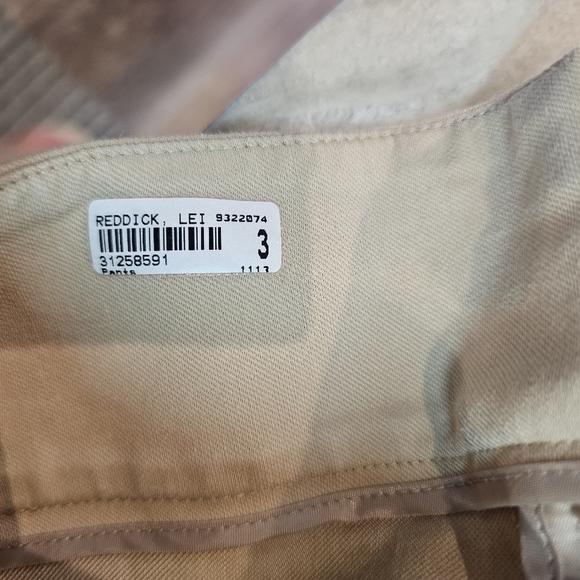 REDDICK, LEI 9322074
3
31258591
Pants 1113